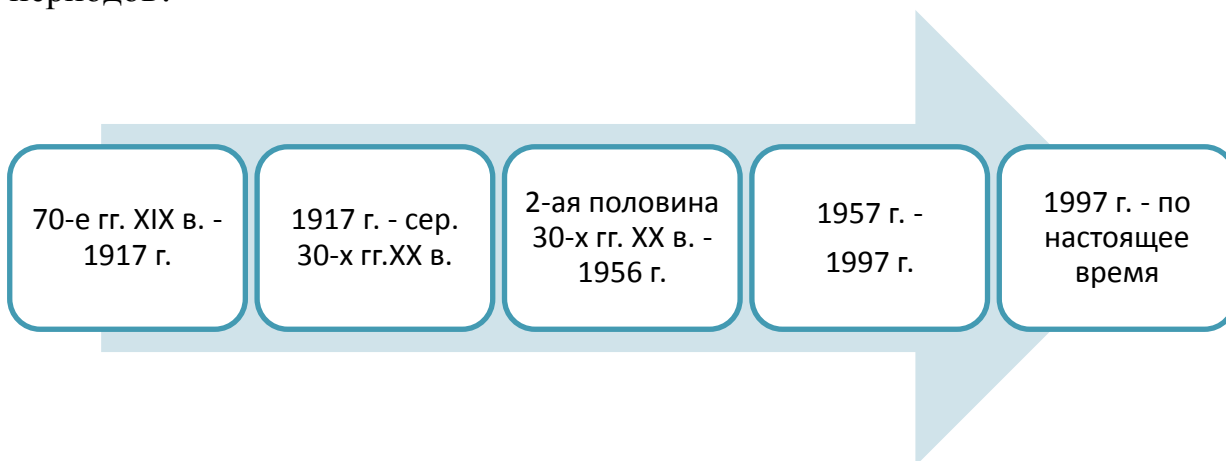 периодов:
70-е гг. XIX в. -
1917 г.
1917 г. - сер.
30-х гг.XX в.
2-ая половина
30-х гг. XX в. -
1956 г.
1957 г. -
1997 г.
1997 г. - по
настоящее
время